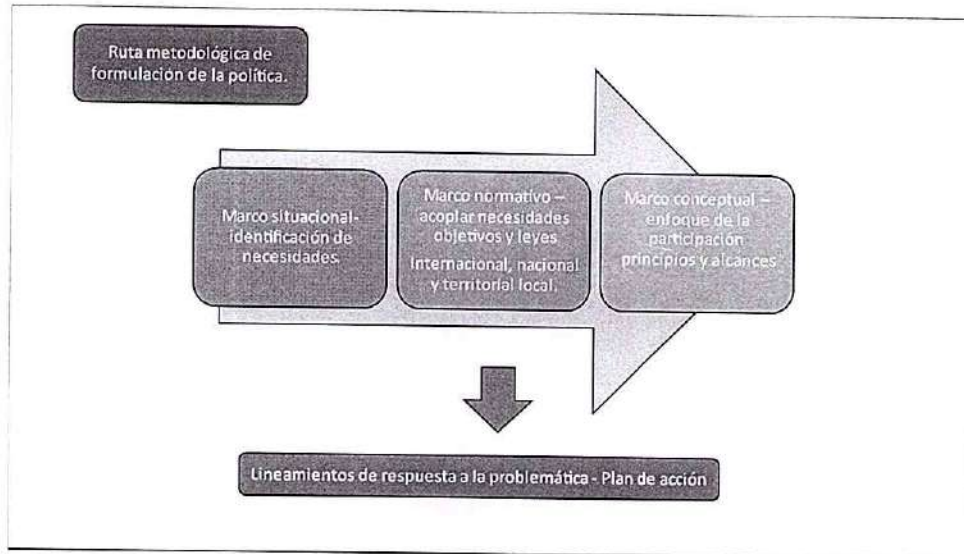 Ruta metodológica de
formulación de la política.
Marco situacional-
identificación de
necesidades.
Marco normativo –
acoplar necesidades
objetivos y leyes
Internacional, nacional
y territorial local.
Marco conceptual –
enfoque de la
participación
principios y alcances
Lineamientos de respuesta a la problemática - Plan de acción